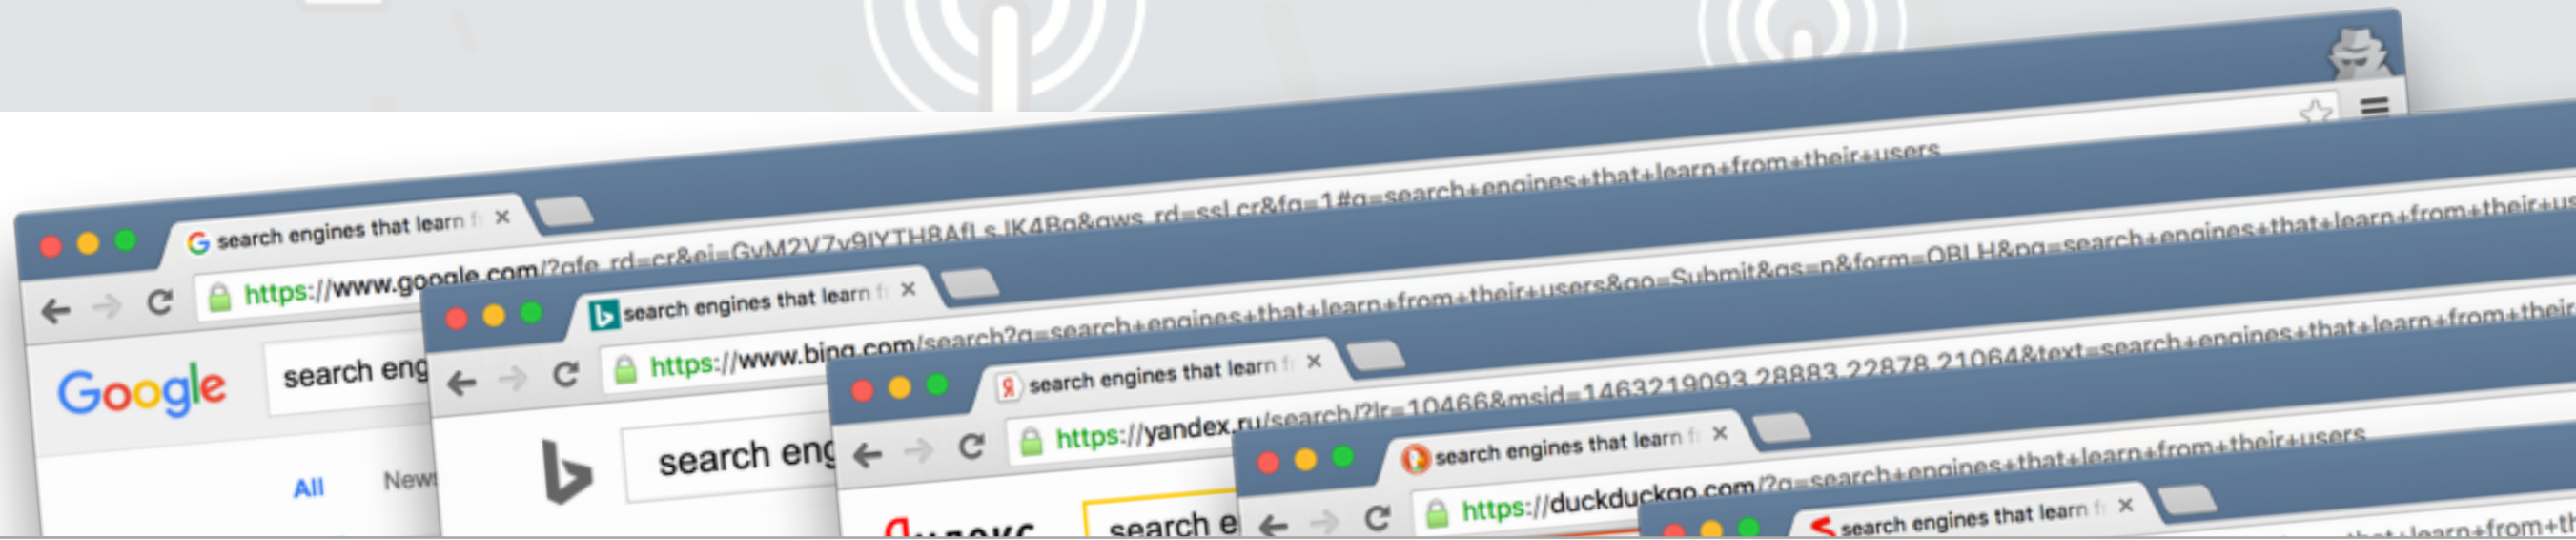 search engines that learn
https://www.google.com/?gfe_rd=cr&ei=GvM2V7v9IYTH8AfLsJK4Bg&gws_rd=ssl,cr&fg=1#q=search+engines+that+learn+from+their+users
Google
search eng
All News
search engines that learn
https://www.bing.com/search?q=search+engines+that+learn+from+their+users&go=Submit&qs=n&form=QBLH&pq=search+engines+that+learn+from+their+us
search eng
search engines that learn
https://yandex.ru/search/?lr=10466&msid=1463219093.28883.22878.21064&text=search+engines+that+learn+from+their
Яндекс
search e
search engines that learn
https://duckduckgo.com/?q=search+engines+that+learn+from+their+users
search engines that learn